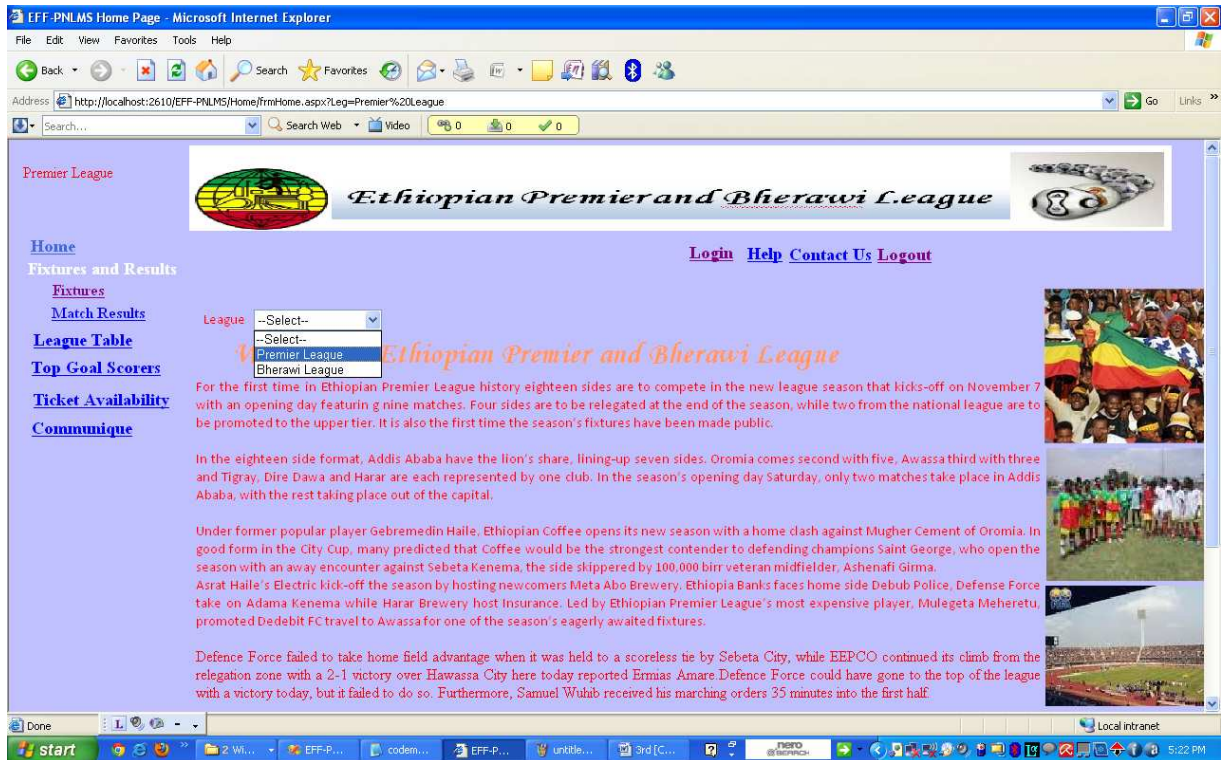 EFF-PNLMS Home Page - Microsoft Internet Explorer
File Edit View Favorites Tools Help
Back Search Favorites
Address http://localhost:2610/EFF-PNLMS/Home/frmHome.aspx?Leg=Premier%20League Go Links »
Search... Search Web Video 0 0 0
Premier League
Ethiopian Premier and Bherawi League
Home
Login Help Contact Us Logout
Fixtures and Results
Fixtures
Match Results
League Table
Top Goal Scorers
Ticket Availability
Communique
League --Select--
--Select--
Premier League
Bherawi League
Ethiopian Premier and Bherawi League
For the first time in Ethiopian Premier League history eighteen sides are to compete in the new league season that kicks-off on November 7
with an opening day featurin g nine matches. Four sides are to be relegated at the end of the season, while two from the national league are to
be promoted to the upper tier. It is also the first time the season's fixtures have been made public.
In the eighteen side format, Addis Ababa have the lion's share, lining-up seven sides. Oromia comes second with five, Awassa third with three
and Tigray, Dire Dawa and Harar are each represented by one club. In the season's opening day Saturday, only two matches take place in Addis
Ababa, with the rest taking place out of the capital.
Under former popular player Gebremedin Haile, Ethiopian Coffee opens its new season with a home clash against Mugher Cement of Oromia. In
good form in the City Cup, many predicted that Coffee would be the strongest contender to defending champions Saint George, who open the
season with an away encounter against Sebeta Kenema, the side skippered by 100,000 birr veteran midfielder, Ashenafi Girma.
Asrat Haile's Electric kick-off the season by hosting newcomers Meta Abo Brewery. Ethiopia Banks faces home side Debub Police, Defense Force
take on Adama Kenema while Harar Brewery host Insurance. Led by Ethiopian Premier League's most expensive player, Mulegeta Meheretu,
promoted Dedebit FC travel to Awassa for one of the season's eagerly awaited fixtures.
Defence Force failed to take home field advantage when it was held to a scoreless tie by Sebeta City, while EEPCO continued its climb from the
relegation zone with a 2-1 victory over Hawassa City here today reported Ermias Amare.Defence Force could have gone to the top of the league
with a victory today, but it failed to do so. Furthermore, Samuel Wuhib received his marching orders 35 minutes into the first half.
Done L Local intranet
start 2 Wi... EFF-P... codem... EFF-P... untitle... 3rd [C... nero SEARCH 5:22 PM